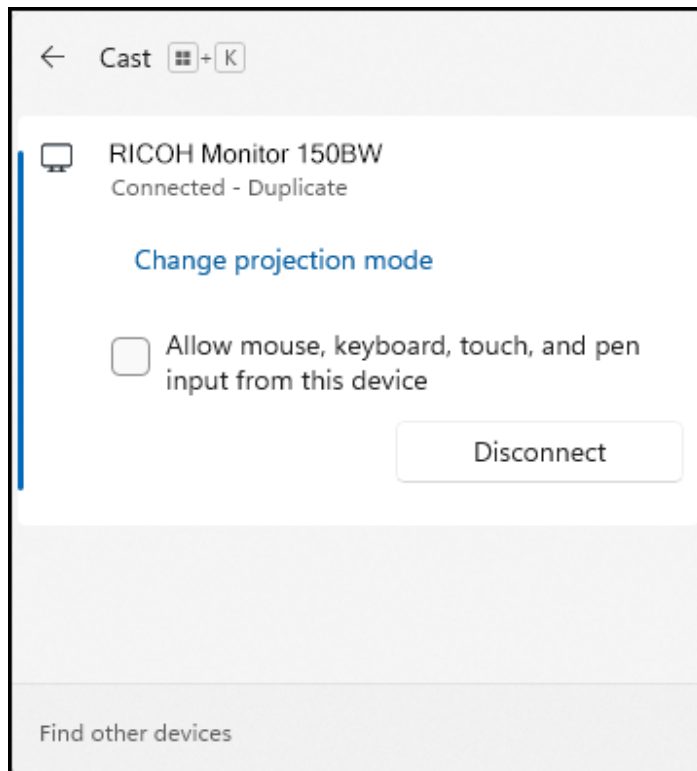 Cast + K
RICOH Monitor 150BW
Connected - Duplicate
Change projection mode
Allow mouse, keyboard, touch, and pen
input from this device
Disconnect
Find other devices